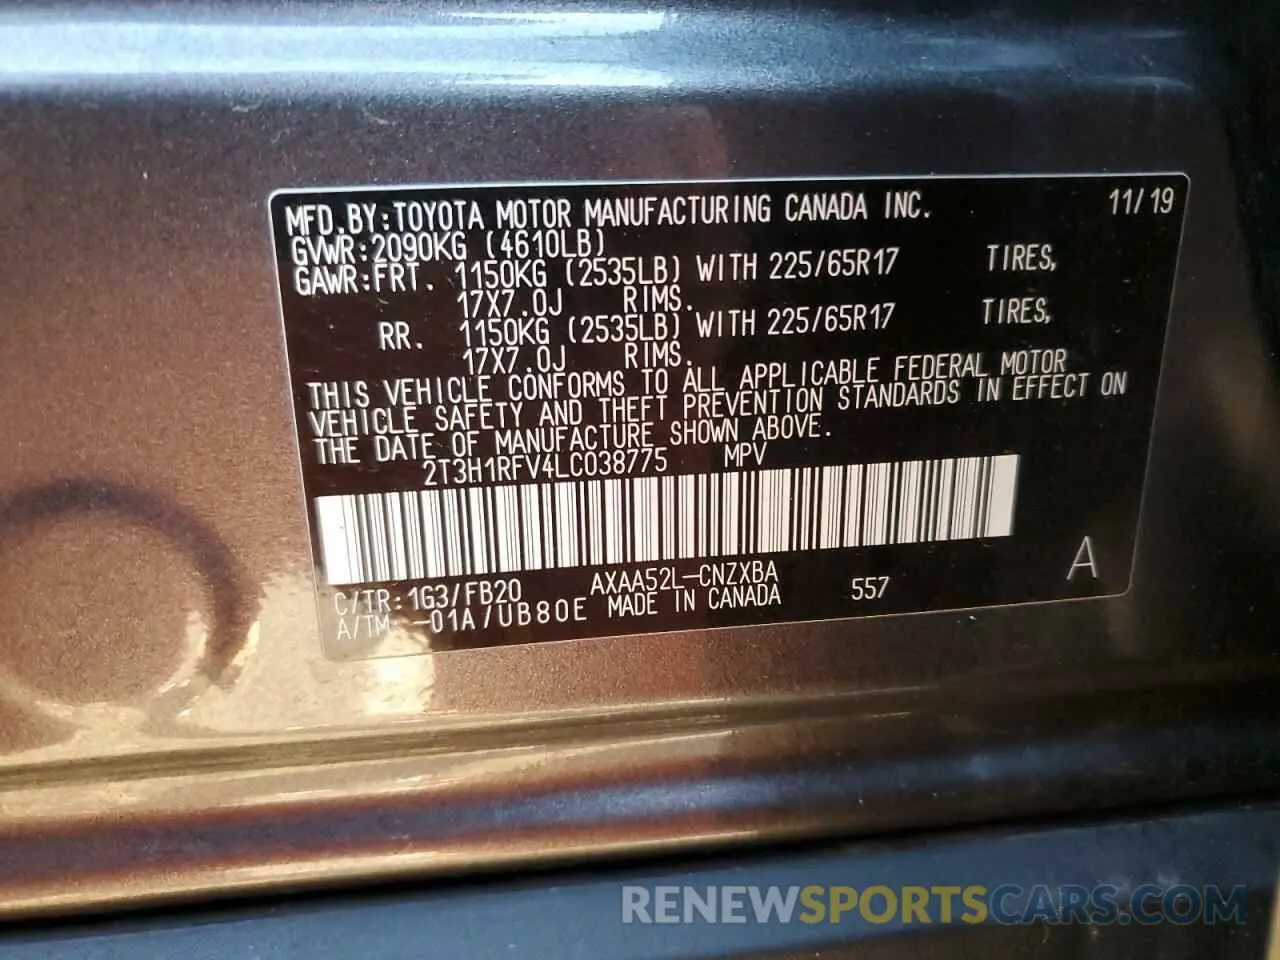 MFD.BY:TOYOTA MOTOR MANUFACTURING CANADA INC. 11/19
GVWR:2090KG (4610LB)
GAWR:FRT. 1150KG (2535LB) WITH 225/65R17 TIRES,
17X7.0J RIMS.
RR. 1150KG (2535LB) WITH 225/65R17 TIRES,
17X7.0J RIMS.
THIS VEHICLE CONFORMS TO ALL APPLICABLE FEDERAL MOTOR
VEHICLE SAFETY AND THEFT PREVENTION STANDARDS IN EFFECT ON
THE DATE OF MANUFACTURE SHOWN ABOVE.
2T3H1RFV4LC038775 MPV
C/TR:1G3/FB20 AXAA52L-CNZXBA 557 A
A/TM:-01A/UB80E MADE IN CANADA
RENEWSPORTSCARS.COM